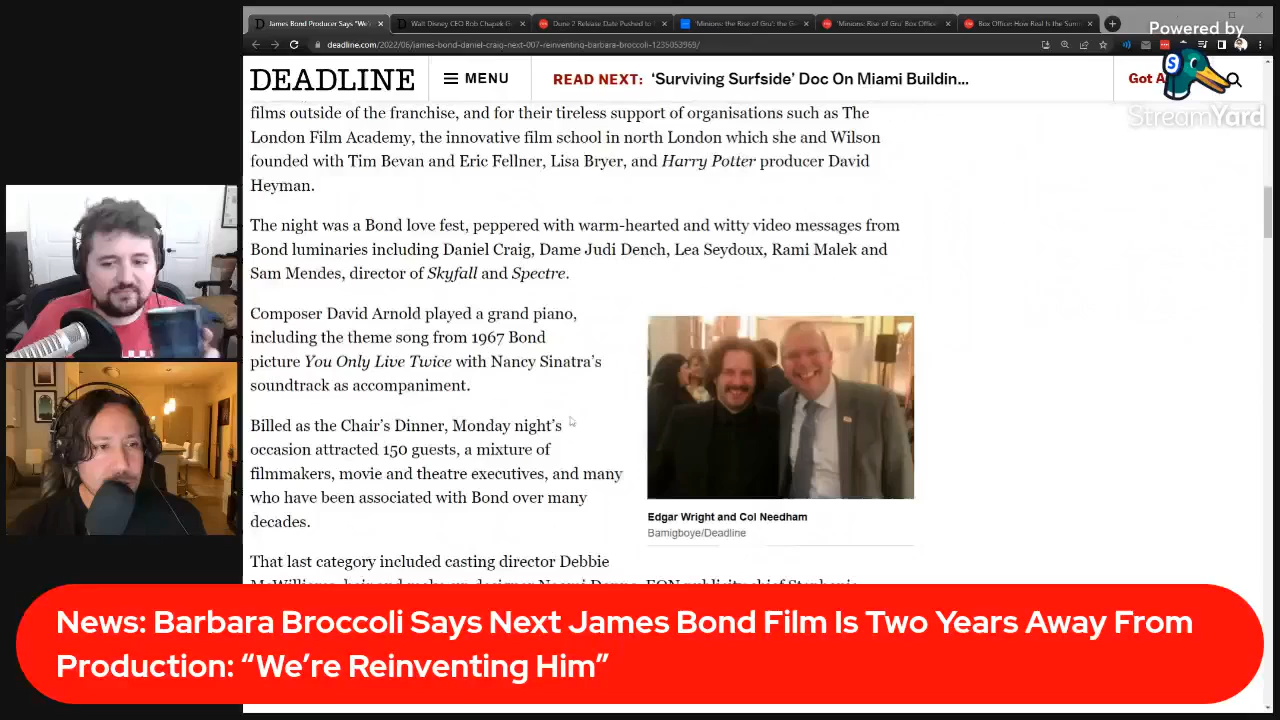 James Bond Producer Says "We'r
Walt Disney CEO Bob Chapek G
Dune 2 Release Date Pushed to
'Minions: the Rise of Gru': the G
'Minions: Rise of Gru' Box Office
Box Office: How Real Is the Summ
Powered by
StreamYard
deadline.com/2022/06/james-bond-daniel-craig-next-007-reinventing-barbara-broccoli-1235053969/
DEADLINE
MENU
READ NEXT: 'Surviving Surfside' Doc On Miami Buildin...
Got A
films outside of the franchise, and for their tireless support of organisations such as The
London Film Academy, the innovative film school in north London which she and Wilson
founded with Tim Bevan and Eric Fellner, Lisa Bryer, and Harry Potter producer David
Heyman.
The night was a Bond love fest, peppered with warm-hearted and witty video messages from
Bond luminaries including Daniel Craig, Dame Judi Dench, Lea Seydoux, Rami Malek and
Sam Mendes, director of Skyfall and Spectre.
Composer David Arnold played a grand piano,
including the theme song from 1967 Bond
picture You Only Live Twice with Nancy Sinatra's
soundtrack as accompaniment.
Billed as the Chair's Dinner, Monday night's
occasion attracted 150 guests, a mixture of
filmmakers, movie and theatre executives, and many
who have been associated with Bond over many
decades.
Edgar Wright and Col Needham
Bamigboye/Deadline
That last category included casting director Debbie
News: Barbara Broccoli Says Next James Bond Film Is Two Years Away From
Production: "We're Reinventing Him"